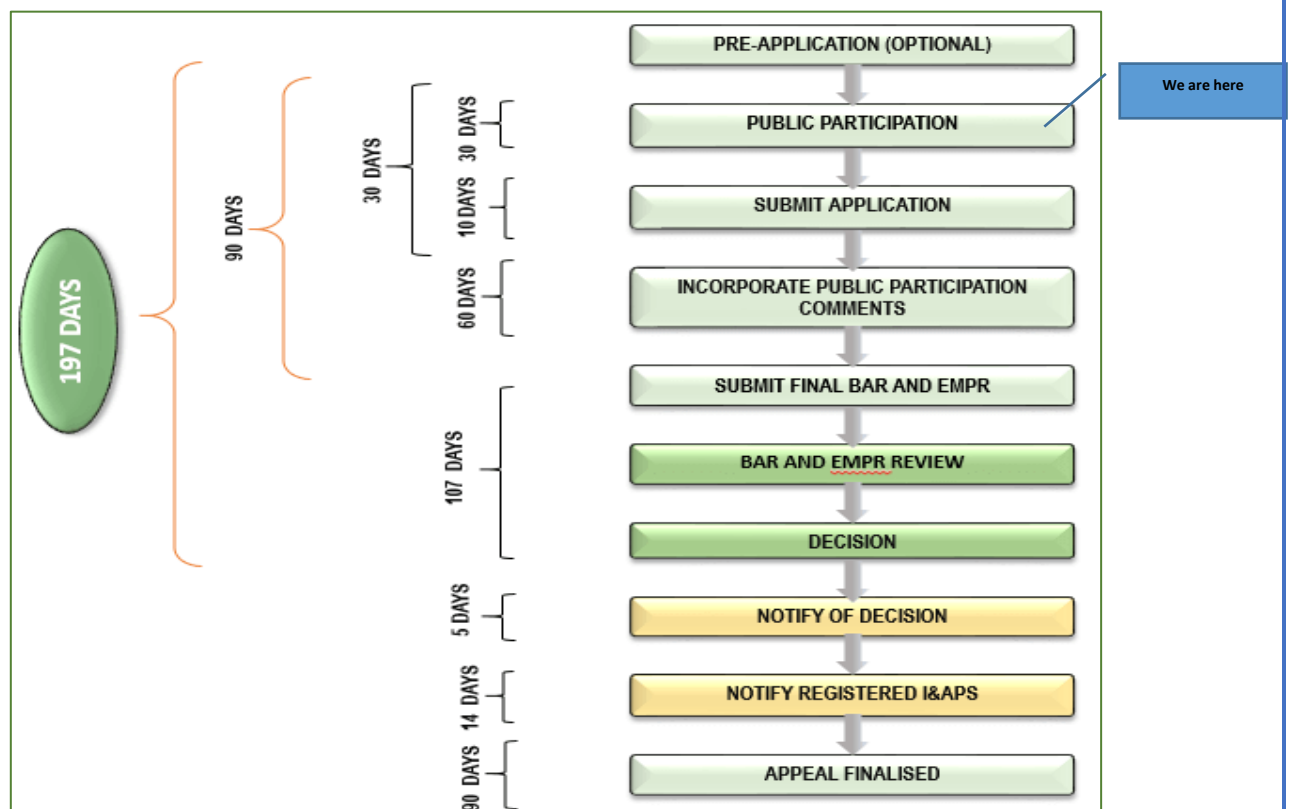 PRE-APPLICATION (OPTIONAL)
We are here
PUBLIC PARTICIPATION
30 DAYS
30 DAYS
10 DAYS
SUBMIT APPLICATION
90 DAYS
60 DAYS
INCORPORATE PUBLIC PARTICIPATION
COMMENTS
197 DAYS
SUBMIT FINAL BAR AND EMPR
107 DAYS
BAR AND EMPR REVIEW
DECISION
5 DAYS
NOTIFY OF DECISION
14 DAYS
NOTIFY REGISTERED I&APS
90 DAYS
APPEAL FINALISED